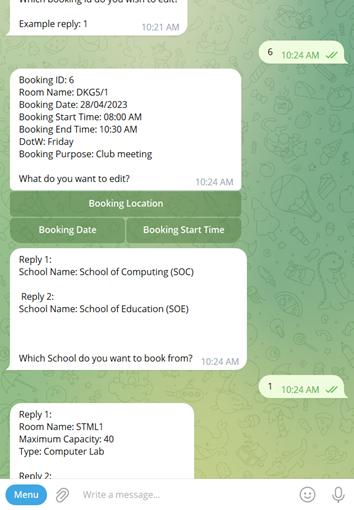 Which booking id do you wish to edit?
Example reply: 1
10:21 AM
6
10:24 AM
Booking ID: 6
Room Name: DKG5/1
Booking Date: 28/04/2023
Booking Start Time: 08:00 AM
Booking End Time: 10:30 AM
DotW: Friday
Booking Purpose: Club meeting
What do you want to edit?
10:24 AM
Booking Location
Booking Date
Booking Start Time
Reply 1:
School Name: School of Computing (SOC)
Reply 2:
School Name: School of Education (SOE)
Which School do you want to book from?
10:24 AM
1
10:24 AM
Reply 1:
Room Name: STML1
Maximum Capacity: 40
Type: Computer Lab
Reply 2:
Menu
Write a message...